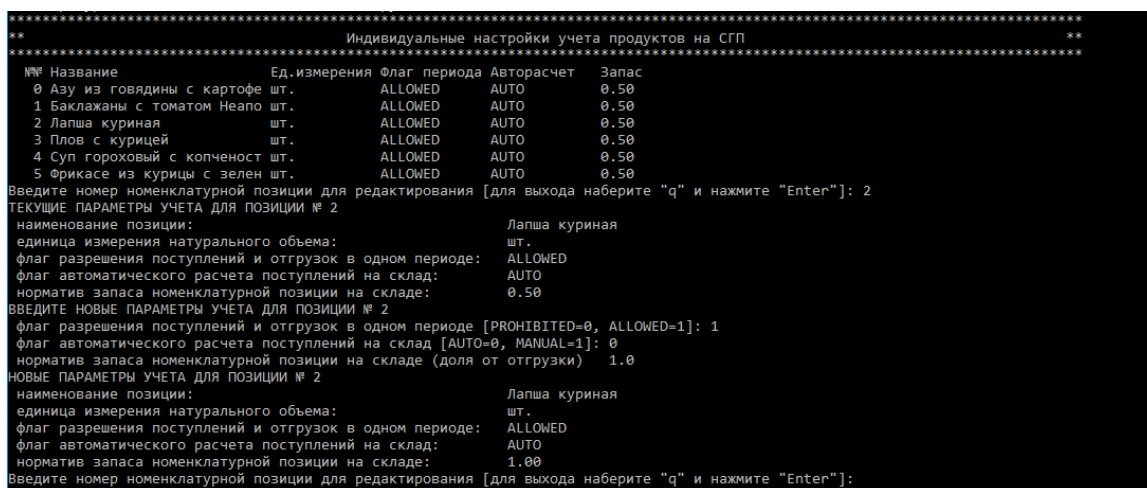 **********************************************************************************************************************************
** Индивидуальные настройки учета продуктов на СГП **
**********************************************************************************************************************************
№№ Название Ед.измерения Флаг периода Авторасчет Запас
0 Азу из говядины с картофе шт. ALLOWED AUTO 0.50
1 Баклажаны с томатом Неапо шт. ALLOWED AUTO 0.50
2 Лапша куриная шт. ALLOWED AUTO 0.50
3 Плов с курицей шт. ALLOWED AUTO 0.50
4 Суп гороховый с копченост шт. ALLOWED AUTO 0.50
5 Фрикасе из курицы с зелен шт. ALLOWED AUTO 0.50
Введите номер номенклатурной позиции для редактирования [для выхода наберите "q" и нажмите "Enter"]: 2
ТЕКУЩИЕ ПАРАМЕТРЫ УЧЕТА ДЛЯ ПОЗИЦИИ № 2
наименование позиции: Лапша куриная
единица измерения натурального объема: шт.
флаг разрешения поступлений и отгрузок в одном периоде: ALLOWED
флаг автоматического расчета поступлений на склад: AUTO
норматив запаса номенклатурной позиции на складе: 0.50
ВВЕДИТЕ НОВЫЕ ПАРАМЕТРЫ УЧЕТА ДЛЯ ПОЗИЦИИ № 2
флаг разрешения поступлений и отгрузок в одном периоде [PROHIBITED=0, ALLOWED=1]: 1
флаг автоматического расчета поступлений на склад [AUTO=0, MANUAL=1]: 0
норматив запаса номенклатурной позиции на складе (доля от отгрузки) 1.0
НОВЫЕ ПАРАМЕТРЫ УЧЕТА ДЛЯ ПОЗИЦИИ № 2
наименование позиции: Лапша куриная
единица измерения натурального объема: шт.
флаг разрешения поступлений и отгрузок в одном периоде: ALLOWED
флаг автоматического расчета поступлений на склад: AUTO
норматив запаса номенклатурной позиции на складе: 1.00
Введите номер номенклатурной позиции для редактирования [для выхода наберите "q" и нажмите "Enter"]: